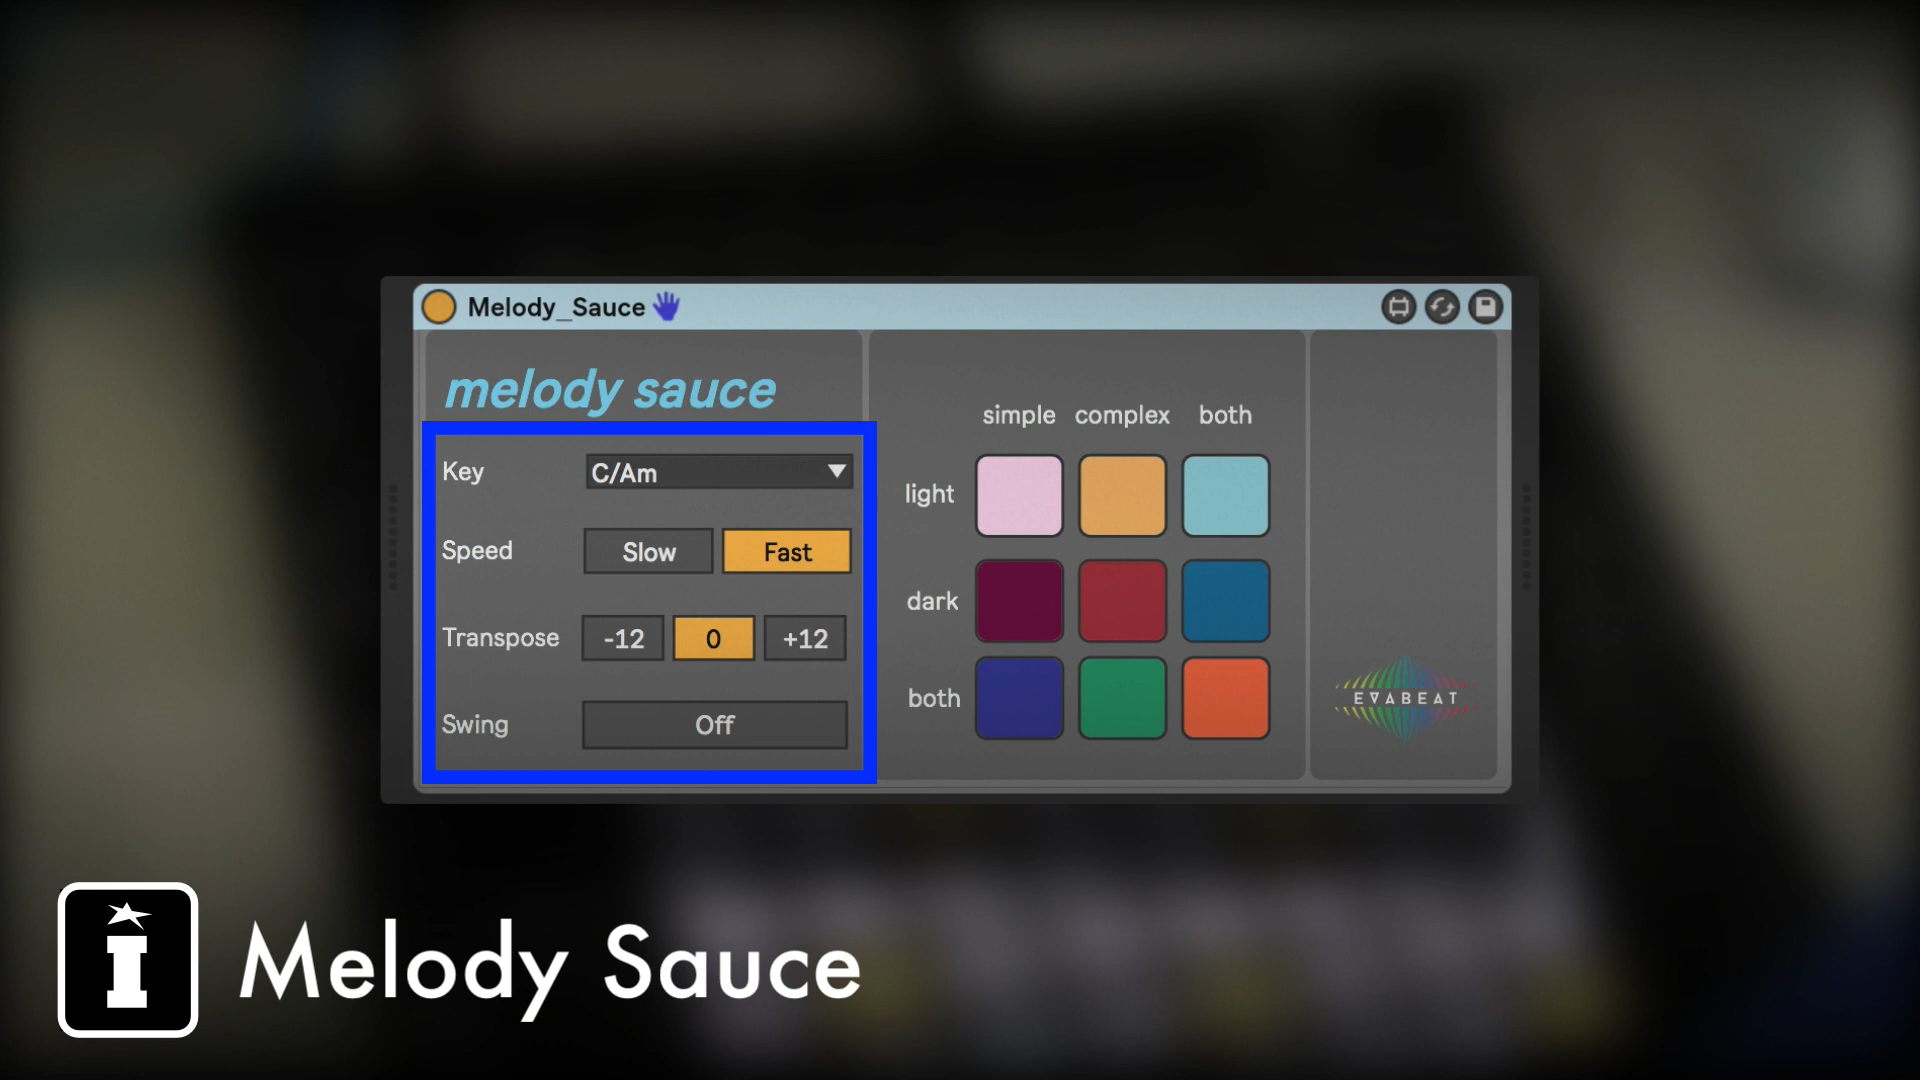 Melody_Sauce
melody sauce
Key C/Am
Speed Slow Fast
Transpose -12 0 +12
Swing Off
simple complex both
light
dark
both
EVABEAT
I Melody Sauce